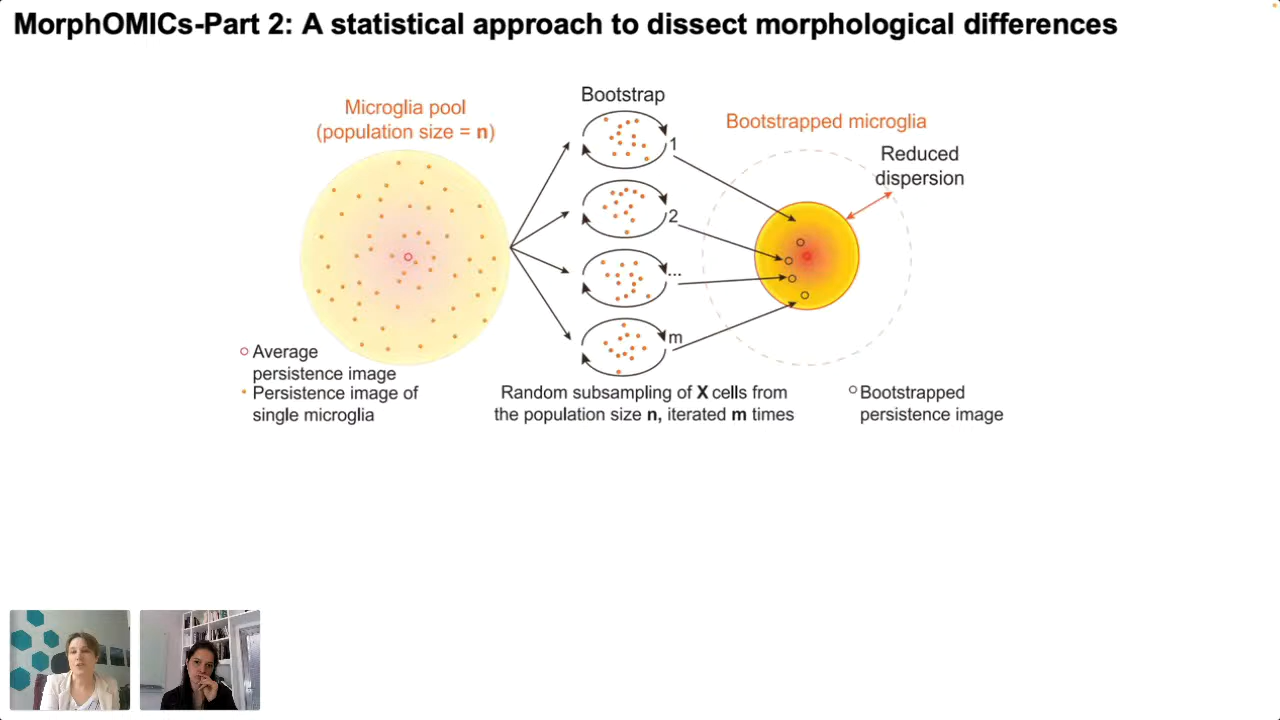 MorphOMICs-Part 2: A statistical approach to dissect morphological differences
Microglia pool
(population size = n)
Bootstrap
Bootstrapped microglia
Reduced
dispersion
1
2
...
m
Average
persistence image
Persistence image of
single microglia
Random subsampling of X cells from
the population size n, iterated m times
Bootstrapped
persistence image